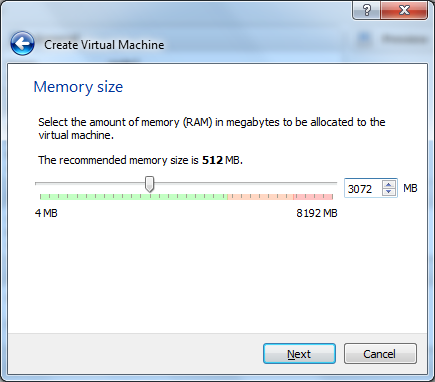 ?
Create Virtual Machine
Memory size
Select the amount of memory (RAM) in megabytes to be allocated to the
virtual machine.
The recommended memory size is 512 MB.
3072 MB
4 MB 8192 MB
Next Cancel